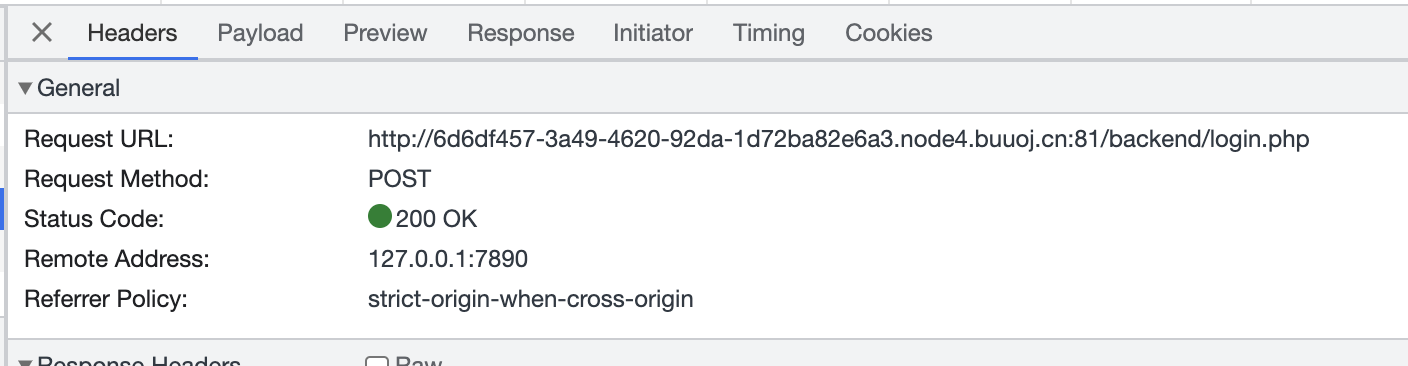 Headers Payload Preview Response Initiator Timing Cookies
General
Request URL: http://6d6df457-3a49-4620-92da-1d72ba82e6a3.node4.buuoj.cn:81/backend/login.php
Request Method: POST
Status Code: 200 OK
Remote Address: 127.0.0.1:7890
Referrer Policy: strict-origin-when-cross-origin
Response Headers Raw